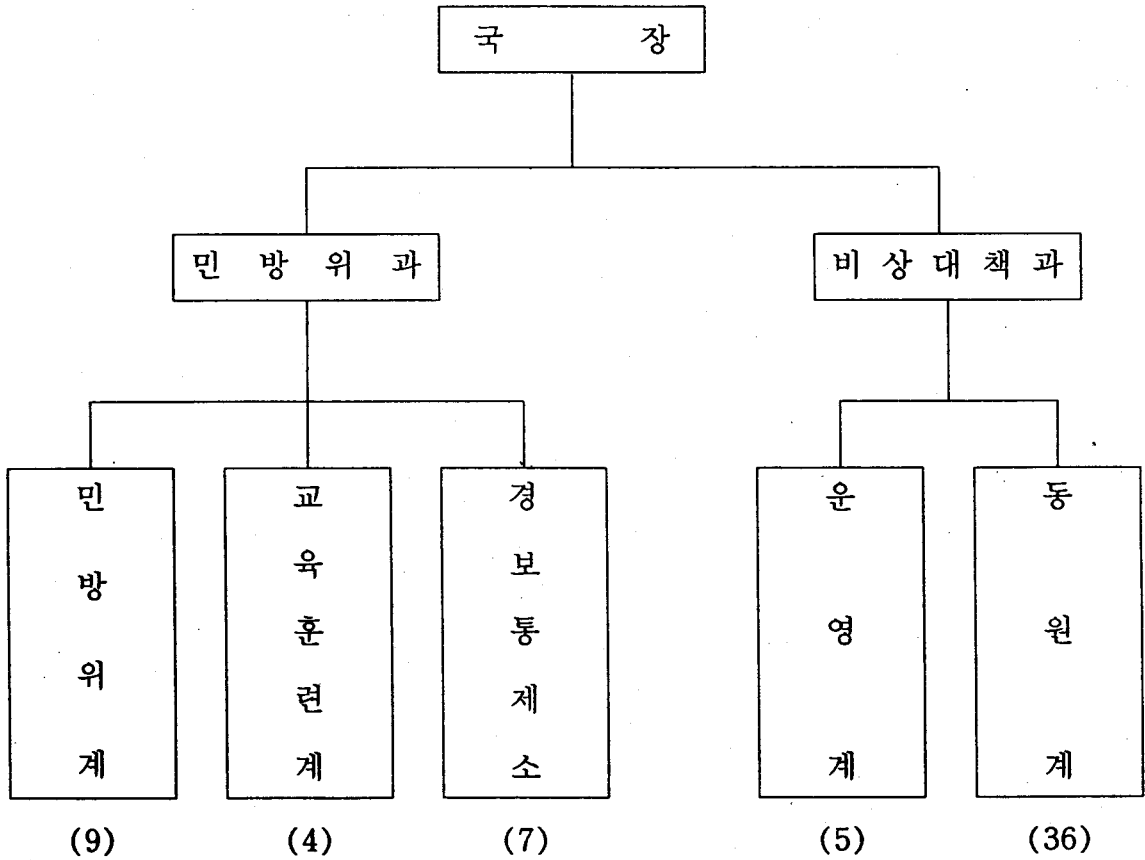 국 장
민 방 위 과
비 상 대 책 과
민방위계
교육훈련계
경보통제소
운영계
동원계
(9) (4) (7) (5) (36)